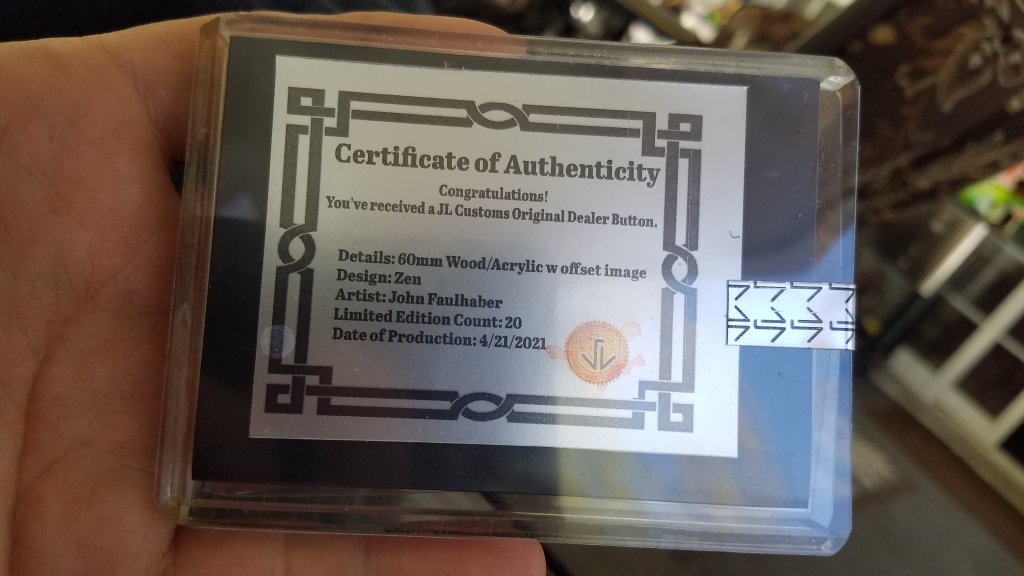 Certificate of Authenticity
Congratulations!
You've received a JL Customs Original Dealer Button.
Details: 60mm Wood/Acrylic w offset image
Design: Zen
Artist: John Faulhaber
Limited Edition Count: 20
Date of Production: 4/21/2021
JL